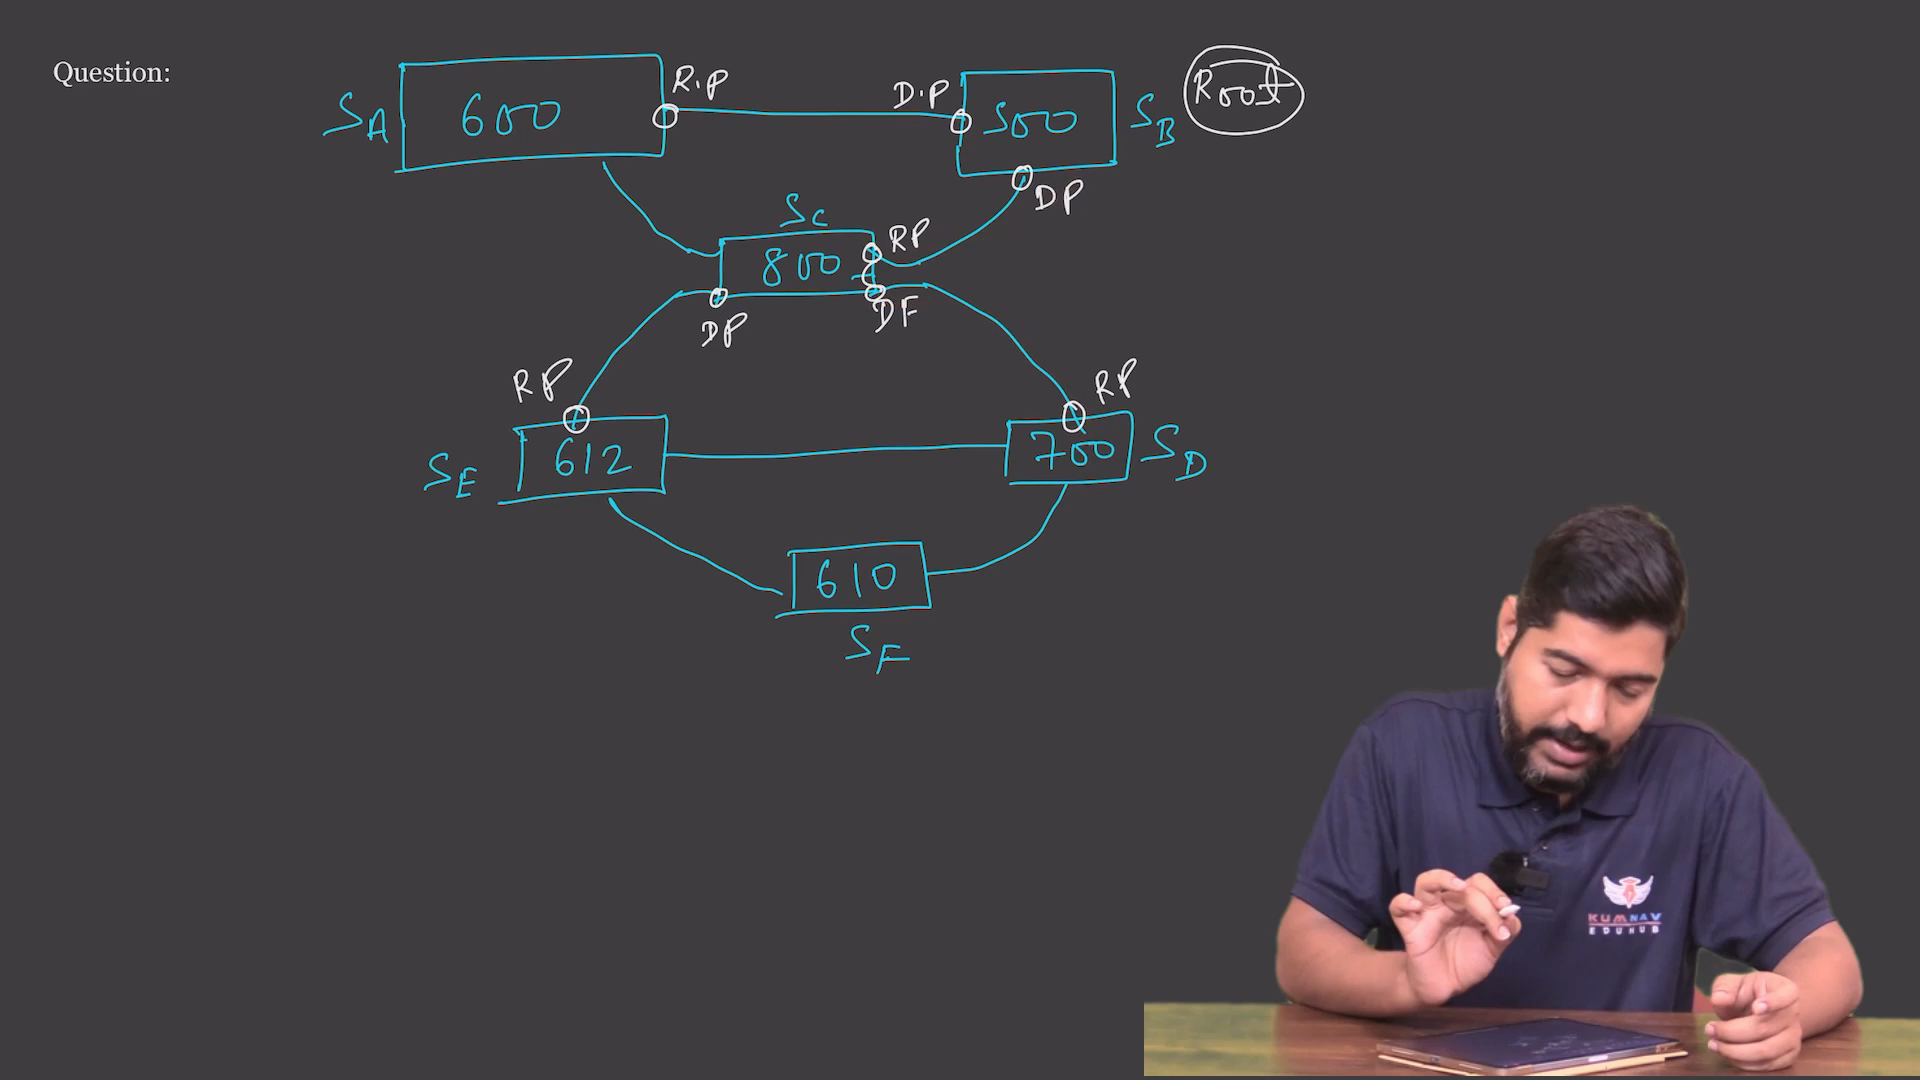 Question:
SA
600
R.P
D.P
500
SB
Root
DP
SC
800
RP
DP
DF
RP
RP
SE
612
700
SD
610
SF
KUMNAV
EDUHUB